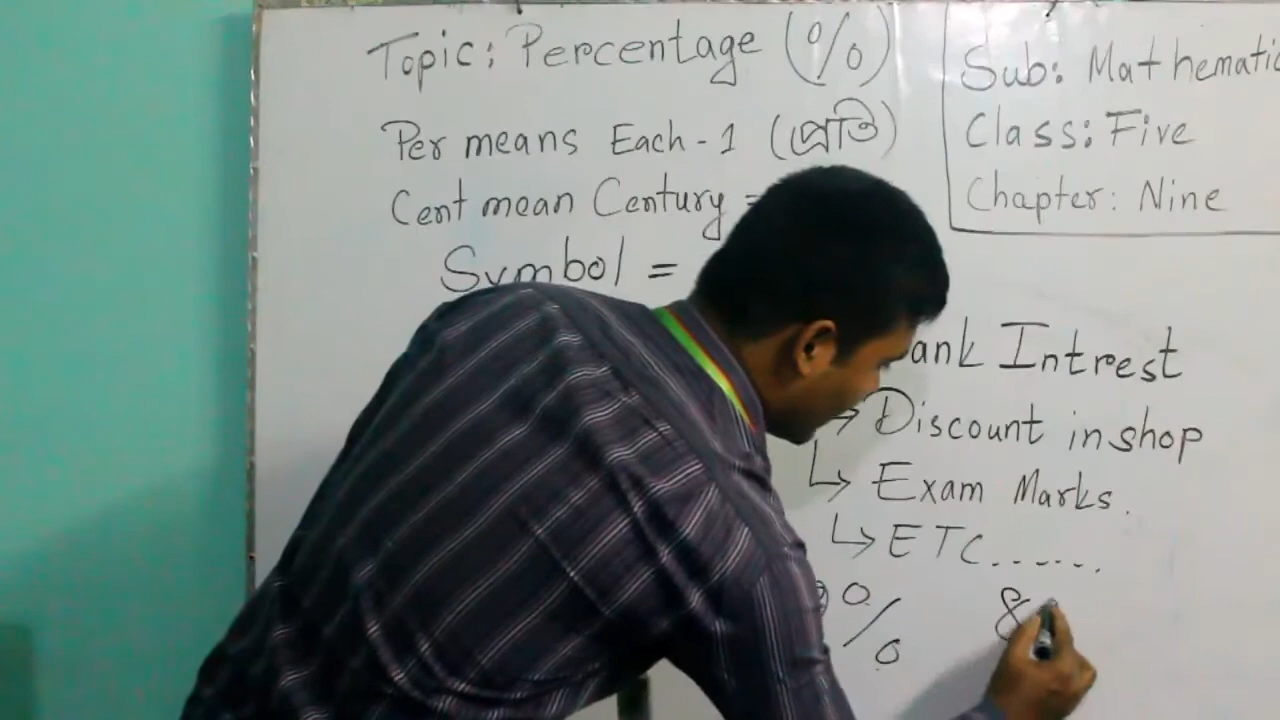 Topic: Percentage (%)
Per means Each - 1 (প্রতি)
Cent mean Century =
Symbol =
Sub: Mathematic
Class: Five
Chapter: Nine
ank Intrest
→ Discount in shop
↳ Exam Marks.
↳ ETC......
% 8